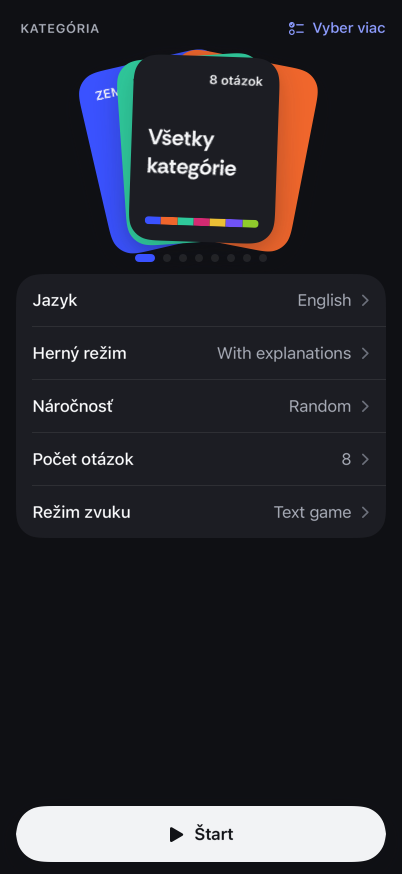 KATEGÓRIA
Vyber viac
8 otázok
Všetky
kategórie
Jazyk English
Herný režim With explanations
Náročnosť Random
Počet otázok 8
Režim zvuku Text game
Štart